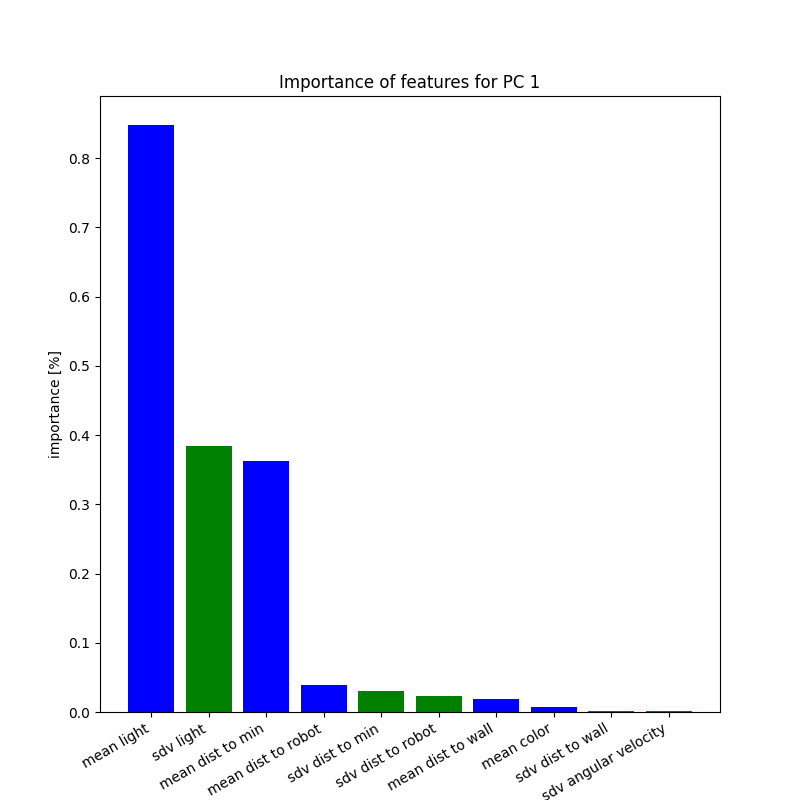 Importance of features for PC 1
importance [%]
0.8
0.7
0.6
0.5
0.4
0.3
0.2
0.1
0.0
mean light
sdv light
mean dist to min
mean dist to robot
sdv dist to min
sdv dist to robot
mean dist to wall
mean color
sdv dist to wall
sdv angular velocity